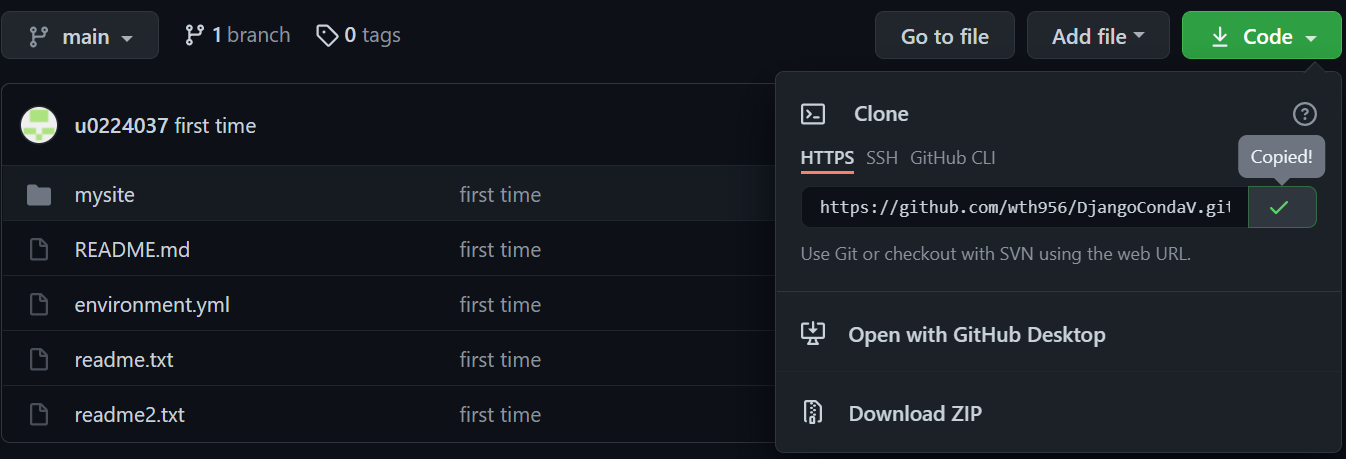 main 1 branch 0 tags Go to file Add file Code
u0224037 first time
mysite first time
README.md first time
environment.yml first time
readme.txt first time
readme2.txt first time
Clone
Copied!
HTTPS SSH GitHub CLI
https://github.com/wth956/DjangoCondaV.git
Use Git or checkout with SVN using the web URL.
Open with GitHub Desktop
Download ZIP